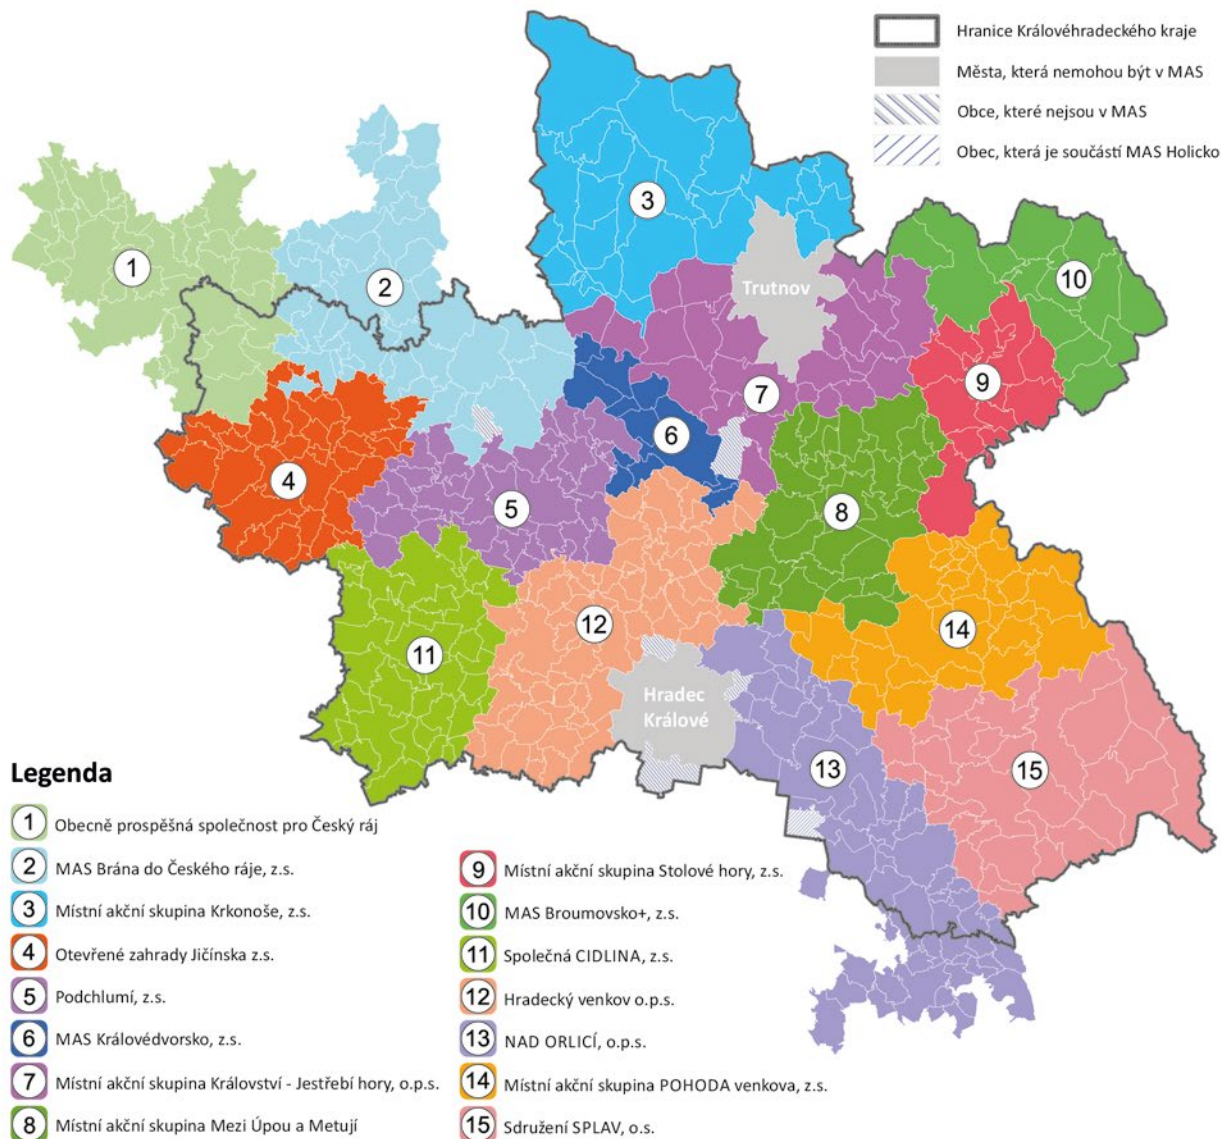 Hranice Královéhradeckého kraje
Města, která nemohou být v MAS
Obce, které nejsou v MAS
Obec, která je součástí MAS Holicko
1
2
3
Trutnov
10
9
7
6
4
5
8
12
14
11
Hradec
Králové
13
15
Legenda
1 Obecně prospěšná společnost pro Český ráj
2 MAS Brána do Českého ráje, z.s.
3 Místní akční skupina Krkonoše, z.s.
4 Otevřené zahrady Jičínska z.s.
5 Podchlumí, z.s.
6 MAS Královédvorsko, z.s.
7 Místní akční skupina Království - Jestřebí hory, o.p.s.
8 Místní akční skupina Mezi Úpou a Metují
9 Místní akční skupina Stolové hory, z.s.
10 MAS Broumovsko+, z.s.
11 Společná CIDLINA, z.s.
12 Hradecký venkov o.p.s.
13 NAD ORLICÍ, o.p.s.
14 Místní akční skupina POHODA venkova, z.s.
15 Sdružení SPLAV, o.s.